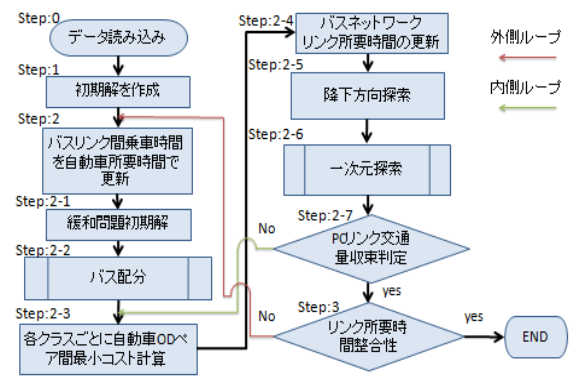 Step:0
データ読み込み
Step:1
初期解を作成
Step:2
バスリンク間乗車時間
を自動車所要時間で
更新
Step:2-1
緩和問題初期解
Step:2-2
バス配分
Step:2-3
各クラスごとに自動車ODペ
ア間最小コスト計算
Step:2-4
バスネットワーク
リンク所要時間の更新
Step:2-5
降下方向探索
Step:2-6
一次元探索
Step:2-7
No
PCリンク交通
量収束判定
yes
Step:3
No
リンク所要時
間整合性
yes
END
外側ループ
内側ループ